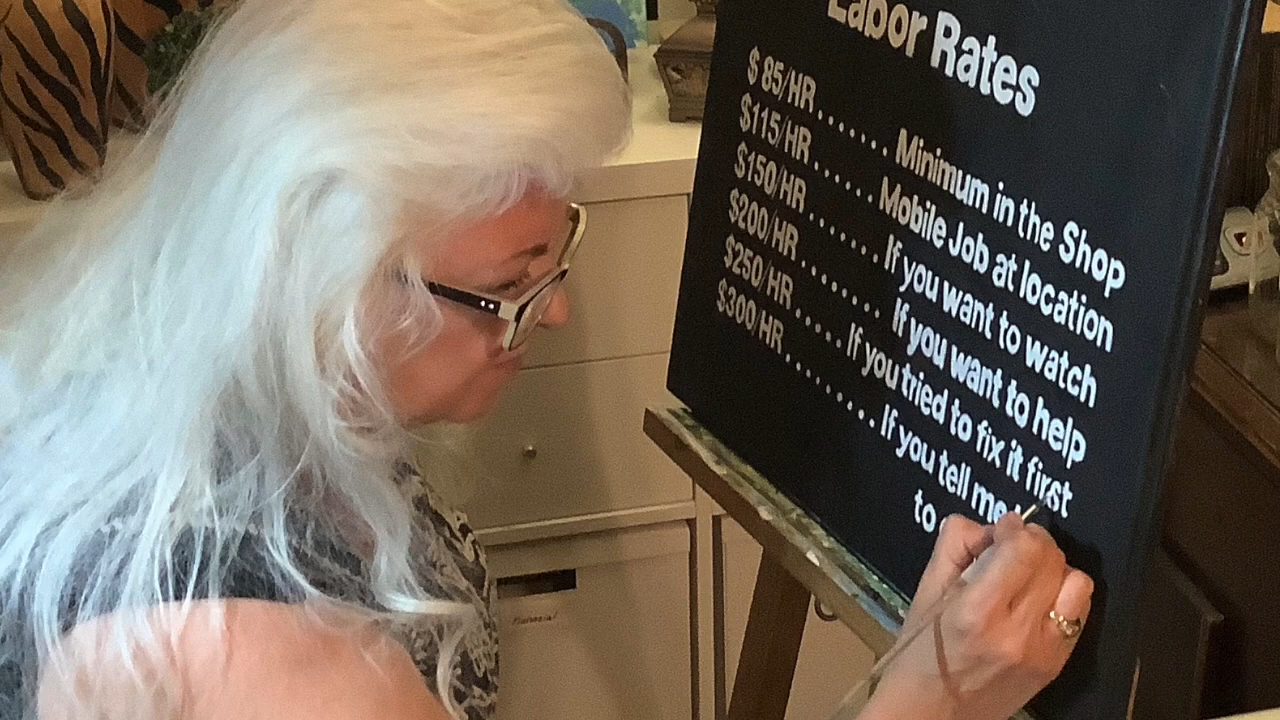 Labor Rates
$ 85/HR....... Minimum in the Shop
$115/HR....... Mobile Job at location
$150/HR........ If you want to watch
$200/HR........ If you want to help
$250/HR..... If you tried to fix it first
$300/HR.......... If you tell me
to